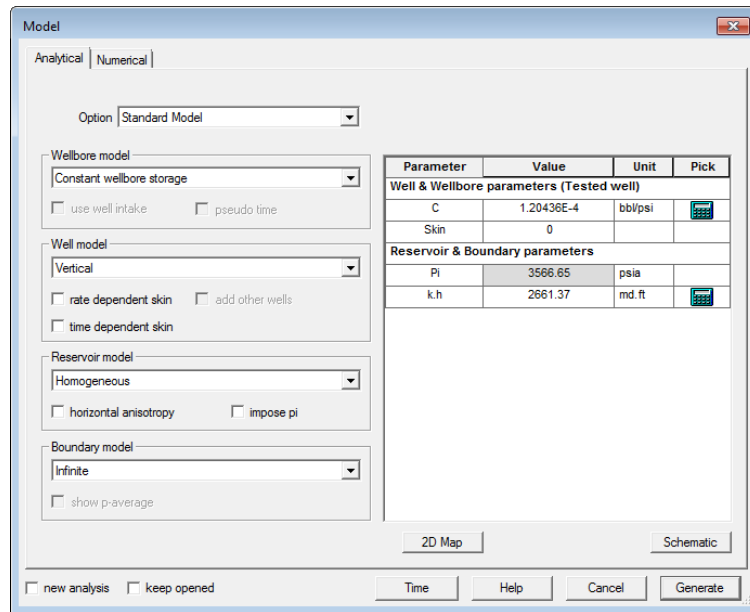 Model
Analytical Numerical
Option Standard Model
Wellbore model
Constant wellbore storage
use well intake pseudo time
Well model
Vertical
rate dependent skin add other wells
time dependent skin
Reservoir model
Homogeneous
horizontal anisotropy impose pi
Boundary model
Infinite
show p-average
Parameter Value Unit Pick
Well & Wellbore parameters (Tested well)
C 1.20436E-4 bbl/psi
Skin 0
Reservoir & Boundary parameters
Pi 3566.65 psia
k.h 2661.37 md.ft
2D Map Schematic
new analysis keep opened Time Help Cancel Generate